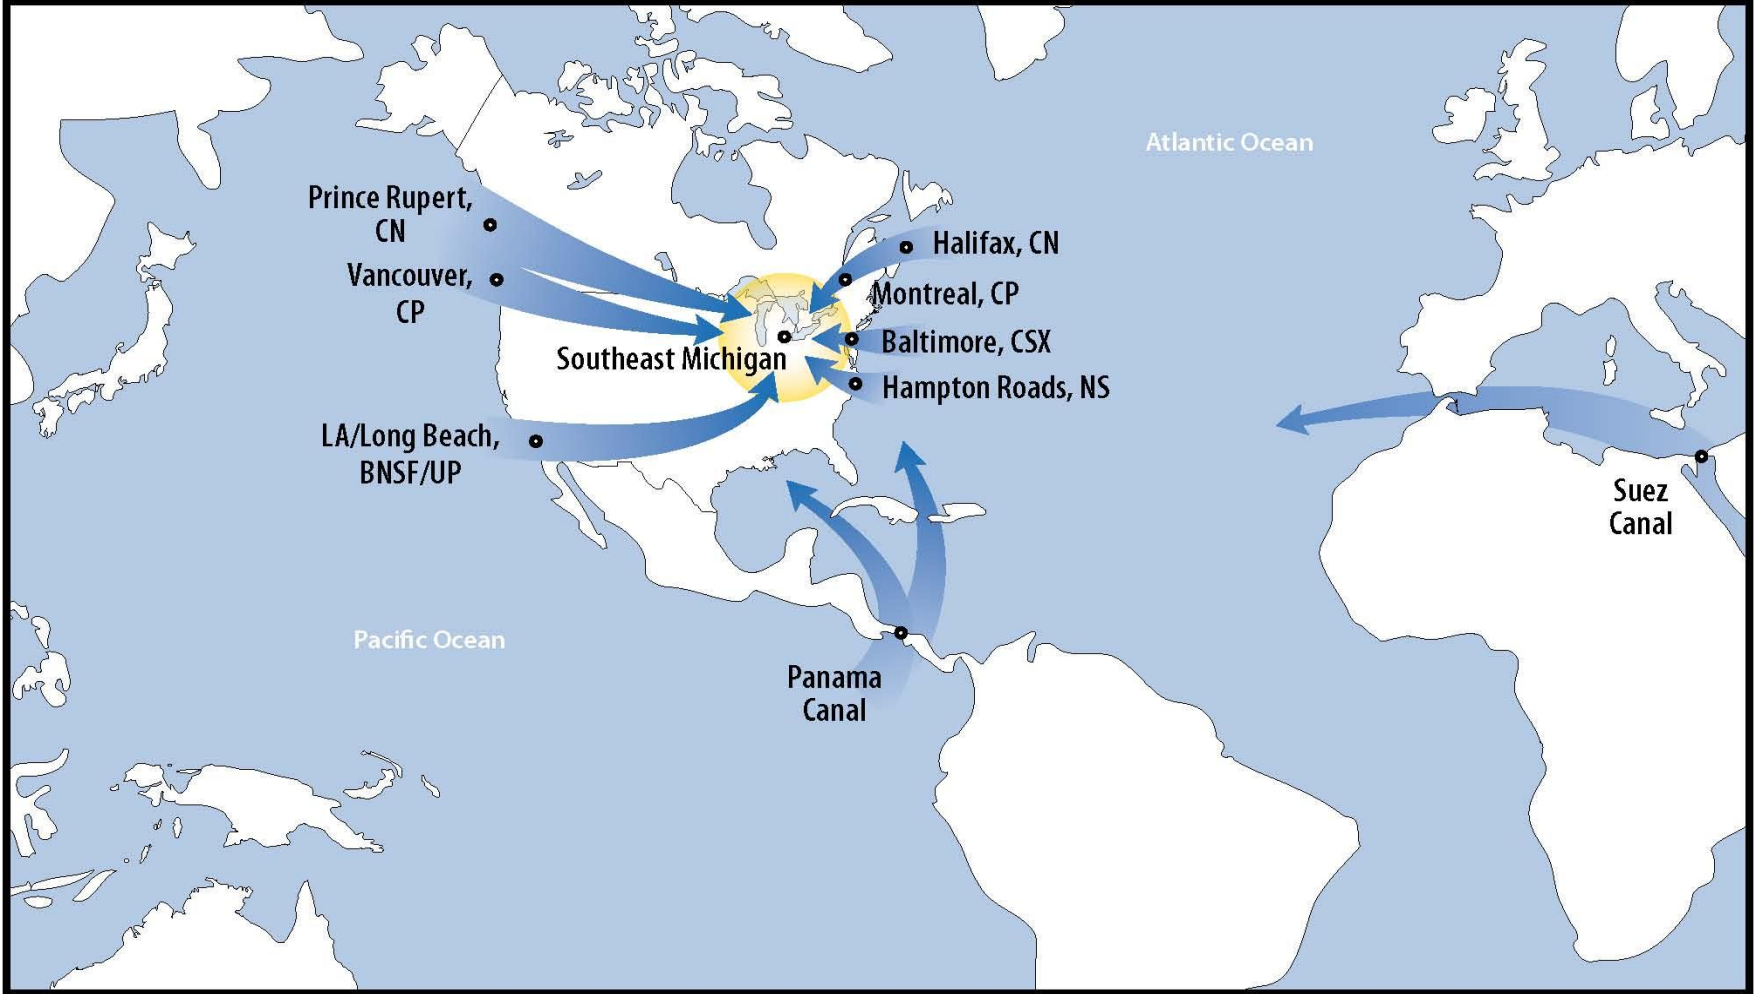 Atlantic Ocean
Prince Rupert,
CN
Vancouver,
CP
Halifax, CN
Montreal, CP
Baltimore, CSX
Southeast Michigan
Hampton Roads, NS
LA/Long Beach,
BNSF/UP
Suez
Canal
Pacific Ocean
Panama
Canal